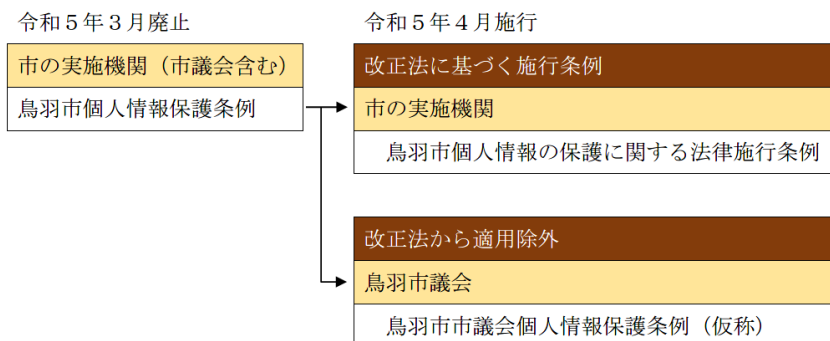 令和５年３月廃止
市の実施機関（市議会含む）
鳥羽市個人情報保護条例
令和５年４月施行
改正法に基づく施行条例
市の実施機関
鳥羽市個人情報の保護に関する法律施行条例
改正法から適用除外
鳥羽市議会
鳥羽市市議会個人情報保護条例（仮称）